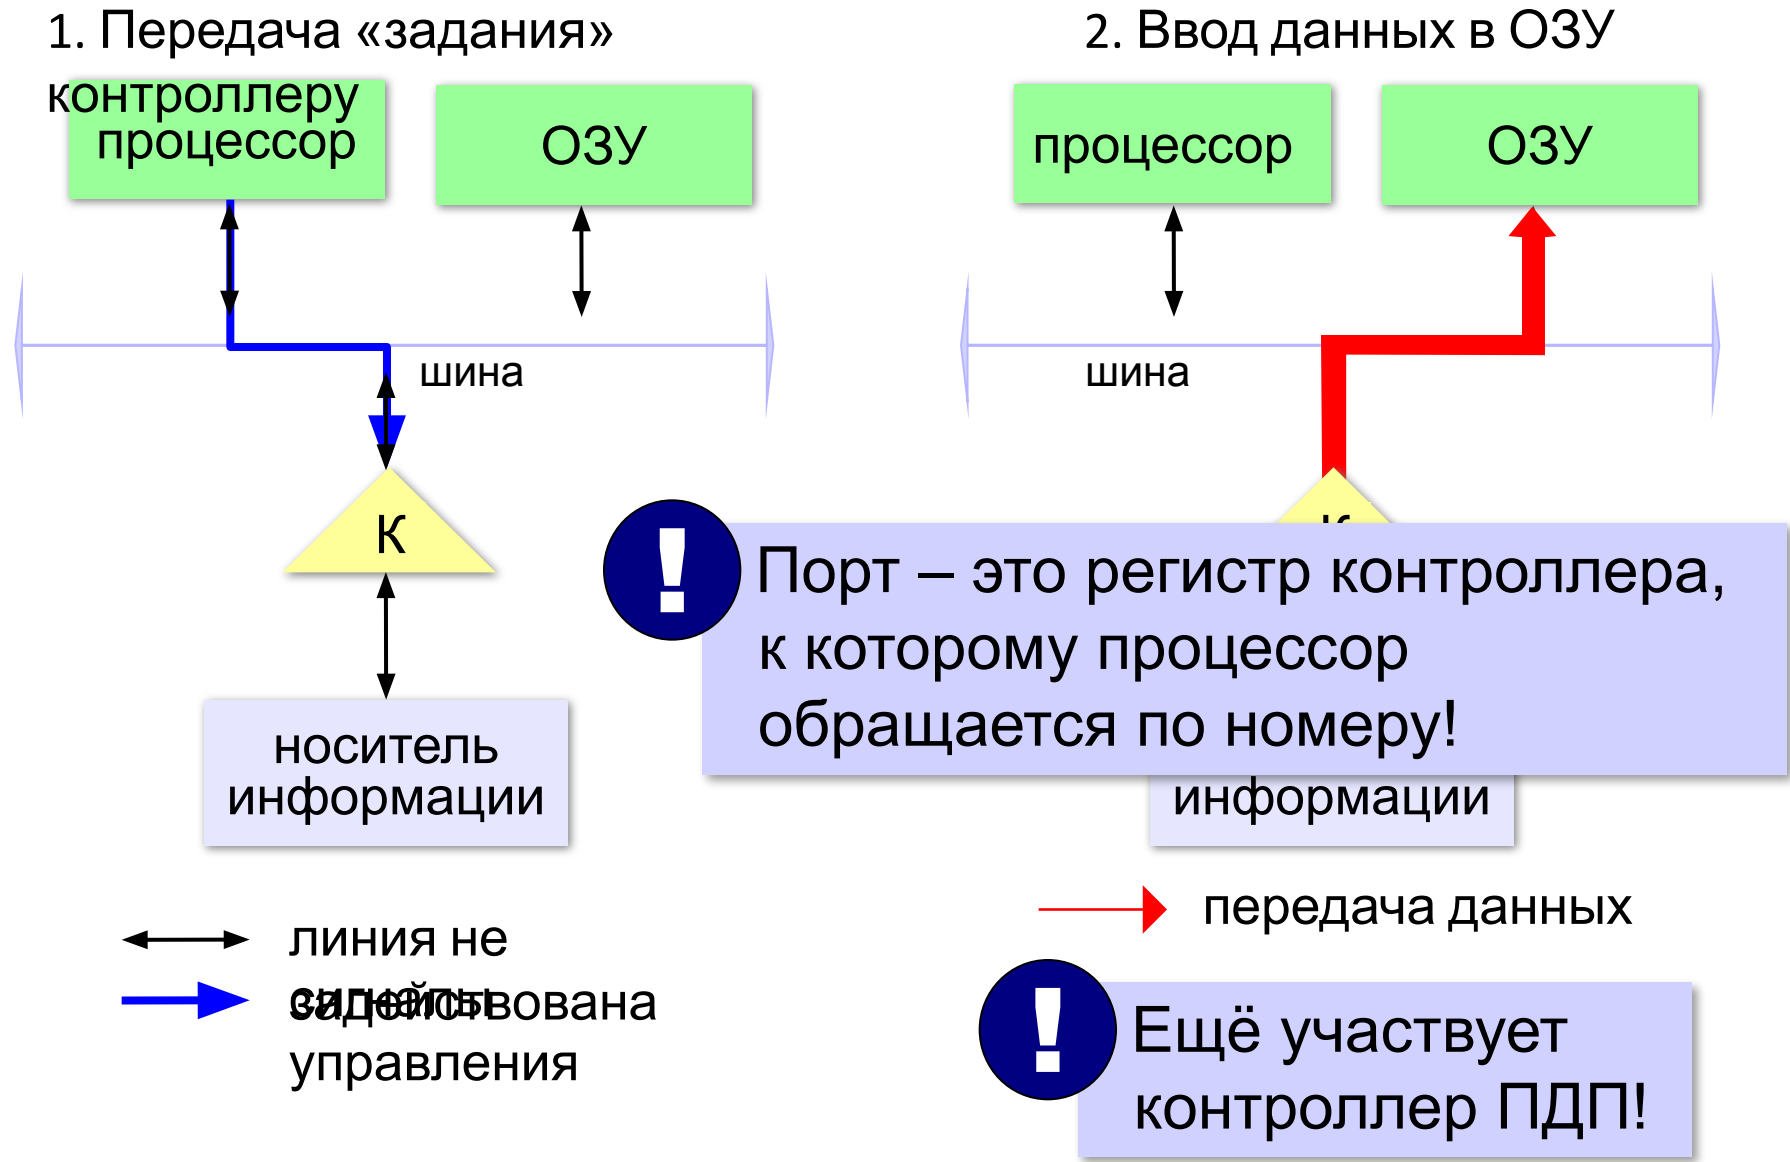 1. Передача «задания»
контроллеру
2. Ввод данных в ОЗУ
процессор
ОЗУ
процессор
ОЗУ
шина
шина
К
!
Порт – это регистр контроллера,
к которому процессор
обращается по номеру!
носитель
информации
информации
передача данных
линия не
задействована
сигналы
управления
!
Ещё участвует
контроллер ПДП!